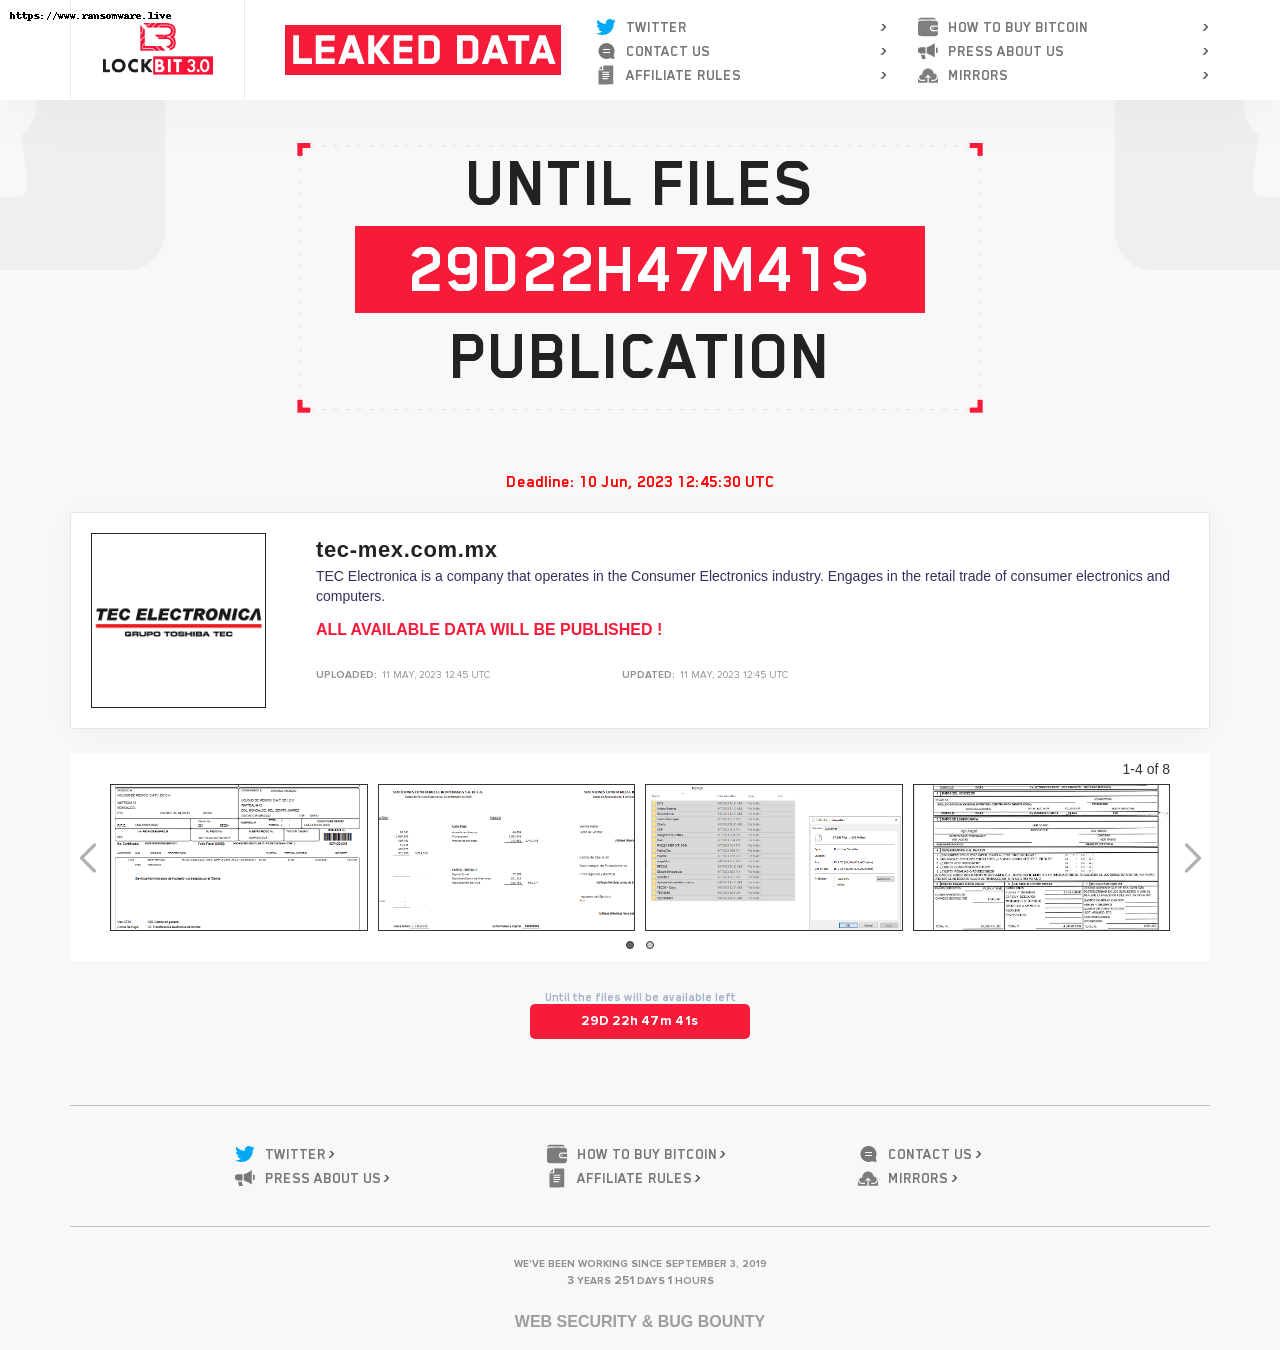 https://www.ransomware.live
LOCKBIT 3.0
LEAKED DATA
TWITTER
CONTACT US
AFFILIATE RULES
HOW TO BUY BITCOIN
PRESS ABOUT US
MIRRORS
UNTIL FILES
29D22H47M41S
PUBLICATION
Deadline: 10 Jun, 2023 12:45:30 UTC
TEC ELECTRONICA
GRUPO TOSHIBA TEC
tec-mex.com.mx
TEC Electronica is a company that operates in the Consumer Electronics industry. Engages in the retail trade of consumer electronics and
computers.
ALL AVAILABLE DATA WILL BE PUBLISHED !
UPLOADED: 11 MAY, 2023 12:45 UTC
UPDATED: 11 MAY, 2023 12:45 UTC
1-4 of 8
Until the files will be available left
29D 22h 47m 41s
TWITTER
HOW TO BUY BITCOIN
CONTACT US
PRESS ABOUT US
AFFILIATE RULES
MIRRORS
WE'VE BEEN WORKING SINCE SEPTEMBER 3, 2019
3 YEARS 251 DAYS 1 HOURS
WEB SECURITY & BUG BOUNTY